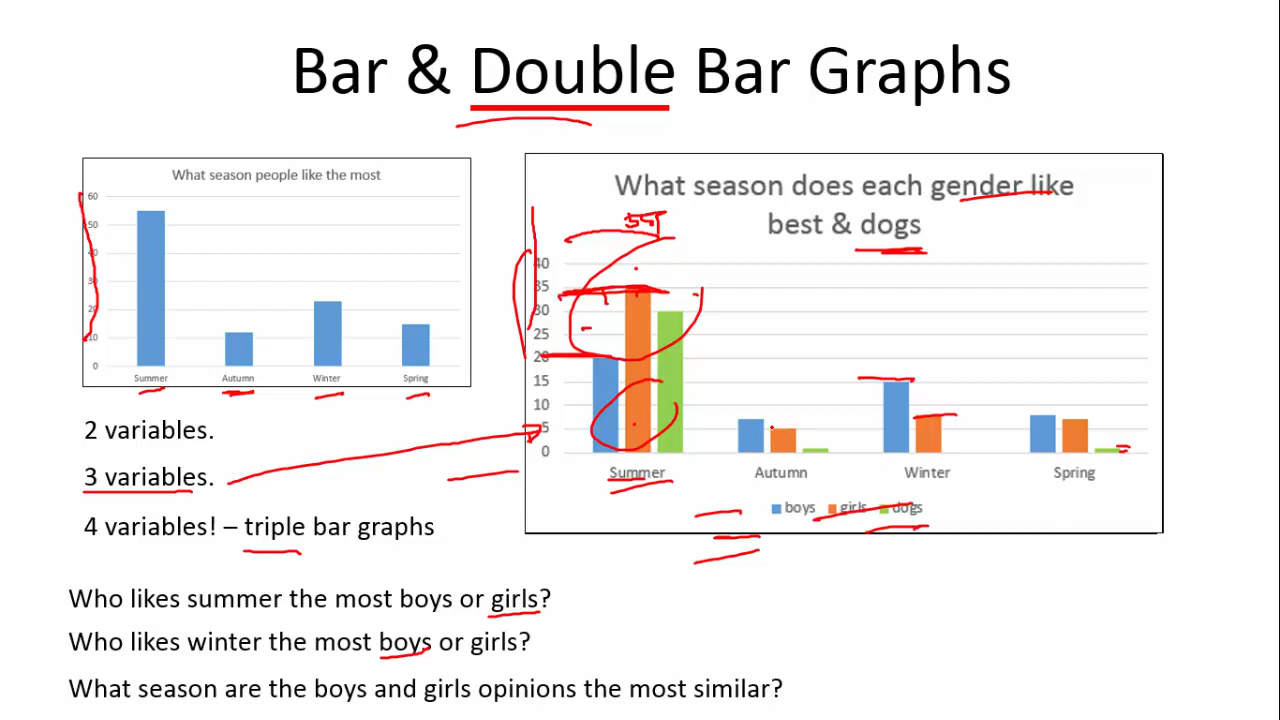 Bar & Double Bar Graphs
What season people like the most
60
50
40
30
20
10
0
Summer Autumn Winter Spring
What season does each gender like
best & dogs
55
40
35
30
25
20
15
10
5
0
Summer Autumn Winter Spring
boys girls dogs
2 variables.
3 variables.
4 variables! – triple bar graphs
Who likes summer the most boys or girls?
Who likes winter the most boys or girls?
What season are the boys and girls opinions the most similar?